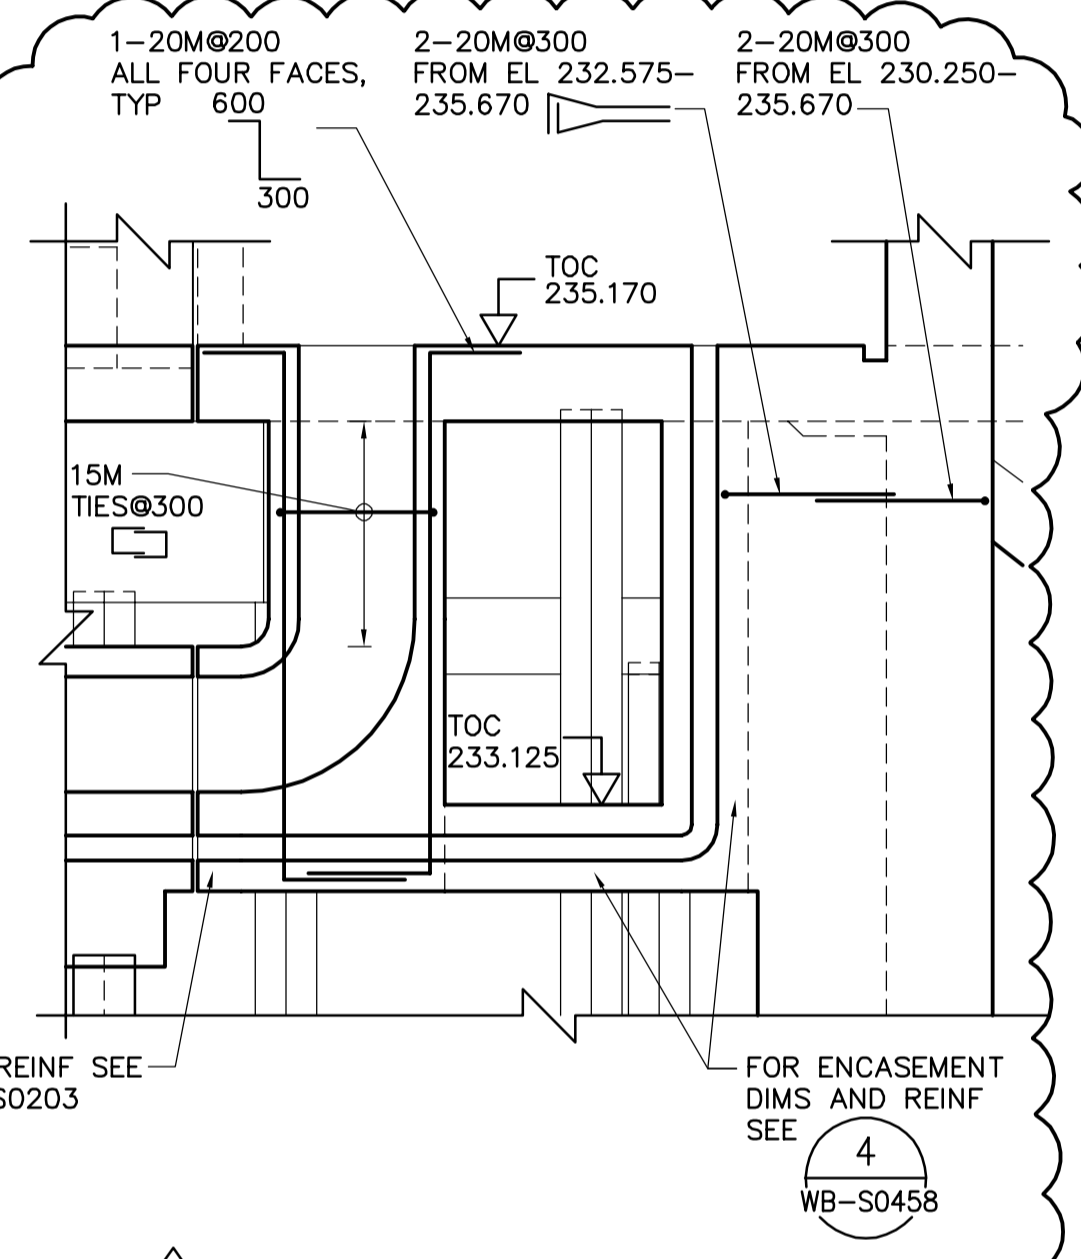 1-20M@200
ALL FOUR FACES,
TYP 600
300
2-20M@300
FROM EL 232.575-
235.670
2-20M@300
FROM EL 230.250-
235.670
TOC
235.170
15M
TIES@300
TOC
233.125
REINF SEE
S0203
FOR ENCASEMENT
DIMS AND REINF
SEE
4
WB-S0458